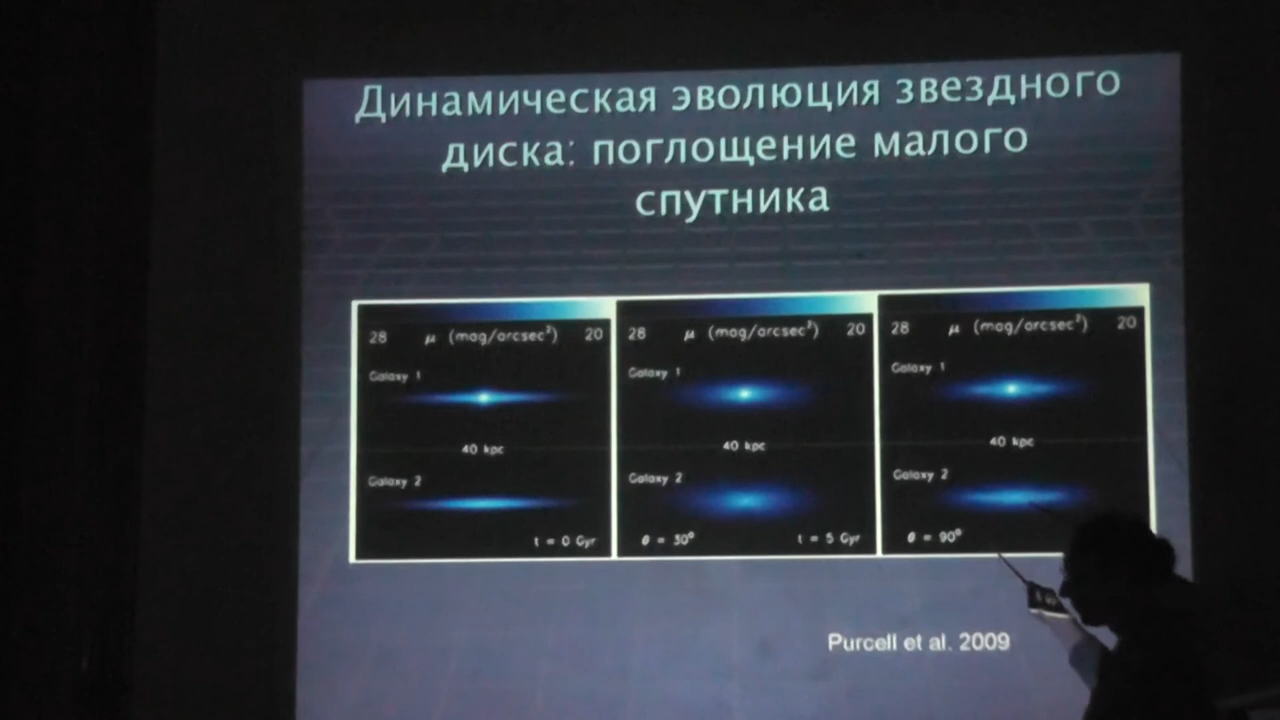 Динамическая эволюция звездного
диска: поглощение малого
спутника
28 μ (mag/arcsec²) 20
Galaxy 1
40 kpc
Galaxy 2
t = 0 Gyr
28 μ (mag/arcsec²) 20
Galaxy 1
40 kpc
Galaxy 2
θ = 30° t = 5 Gyr
28 μ (mag/arcsec²) 20
Galaxy 1
40 kpc
Galaxy 2
θ = 90°
Purcell et al. 2009